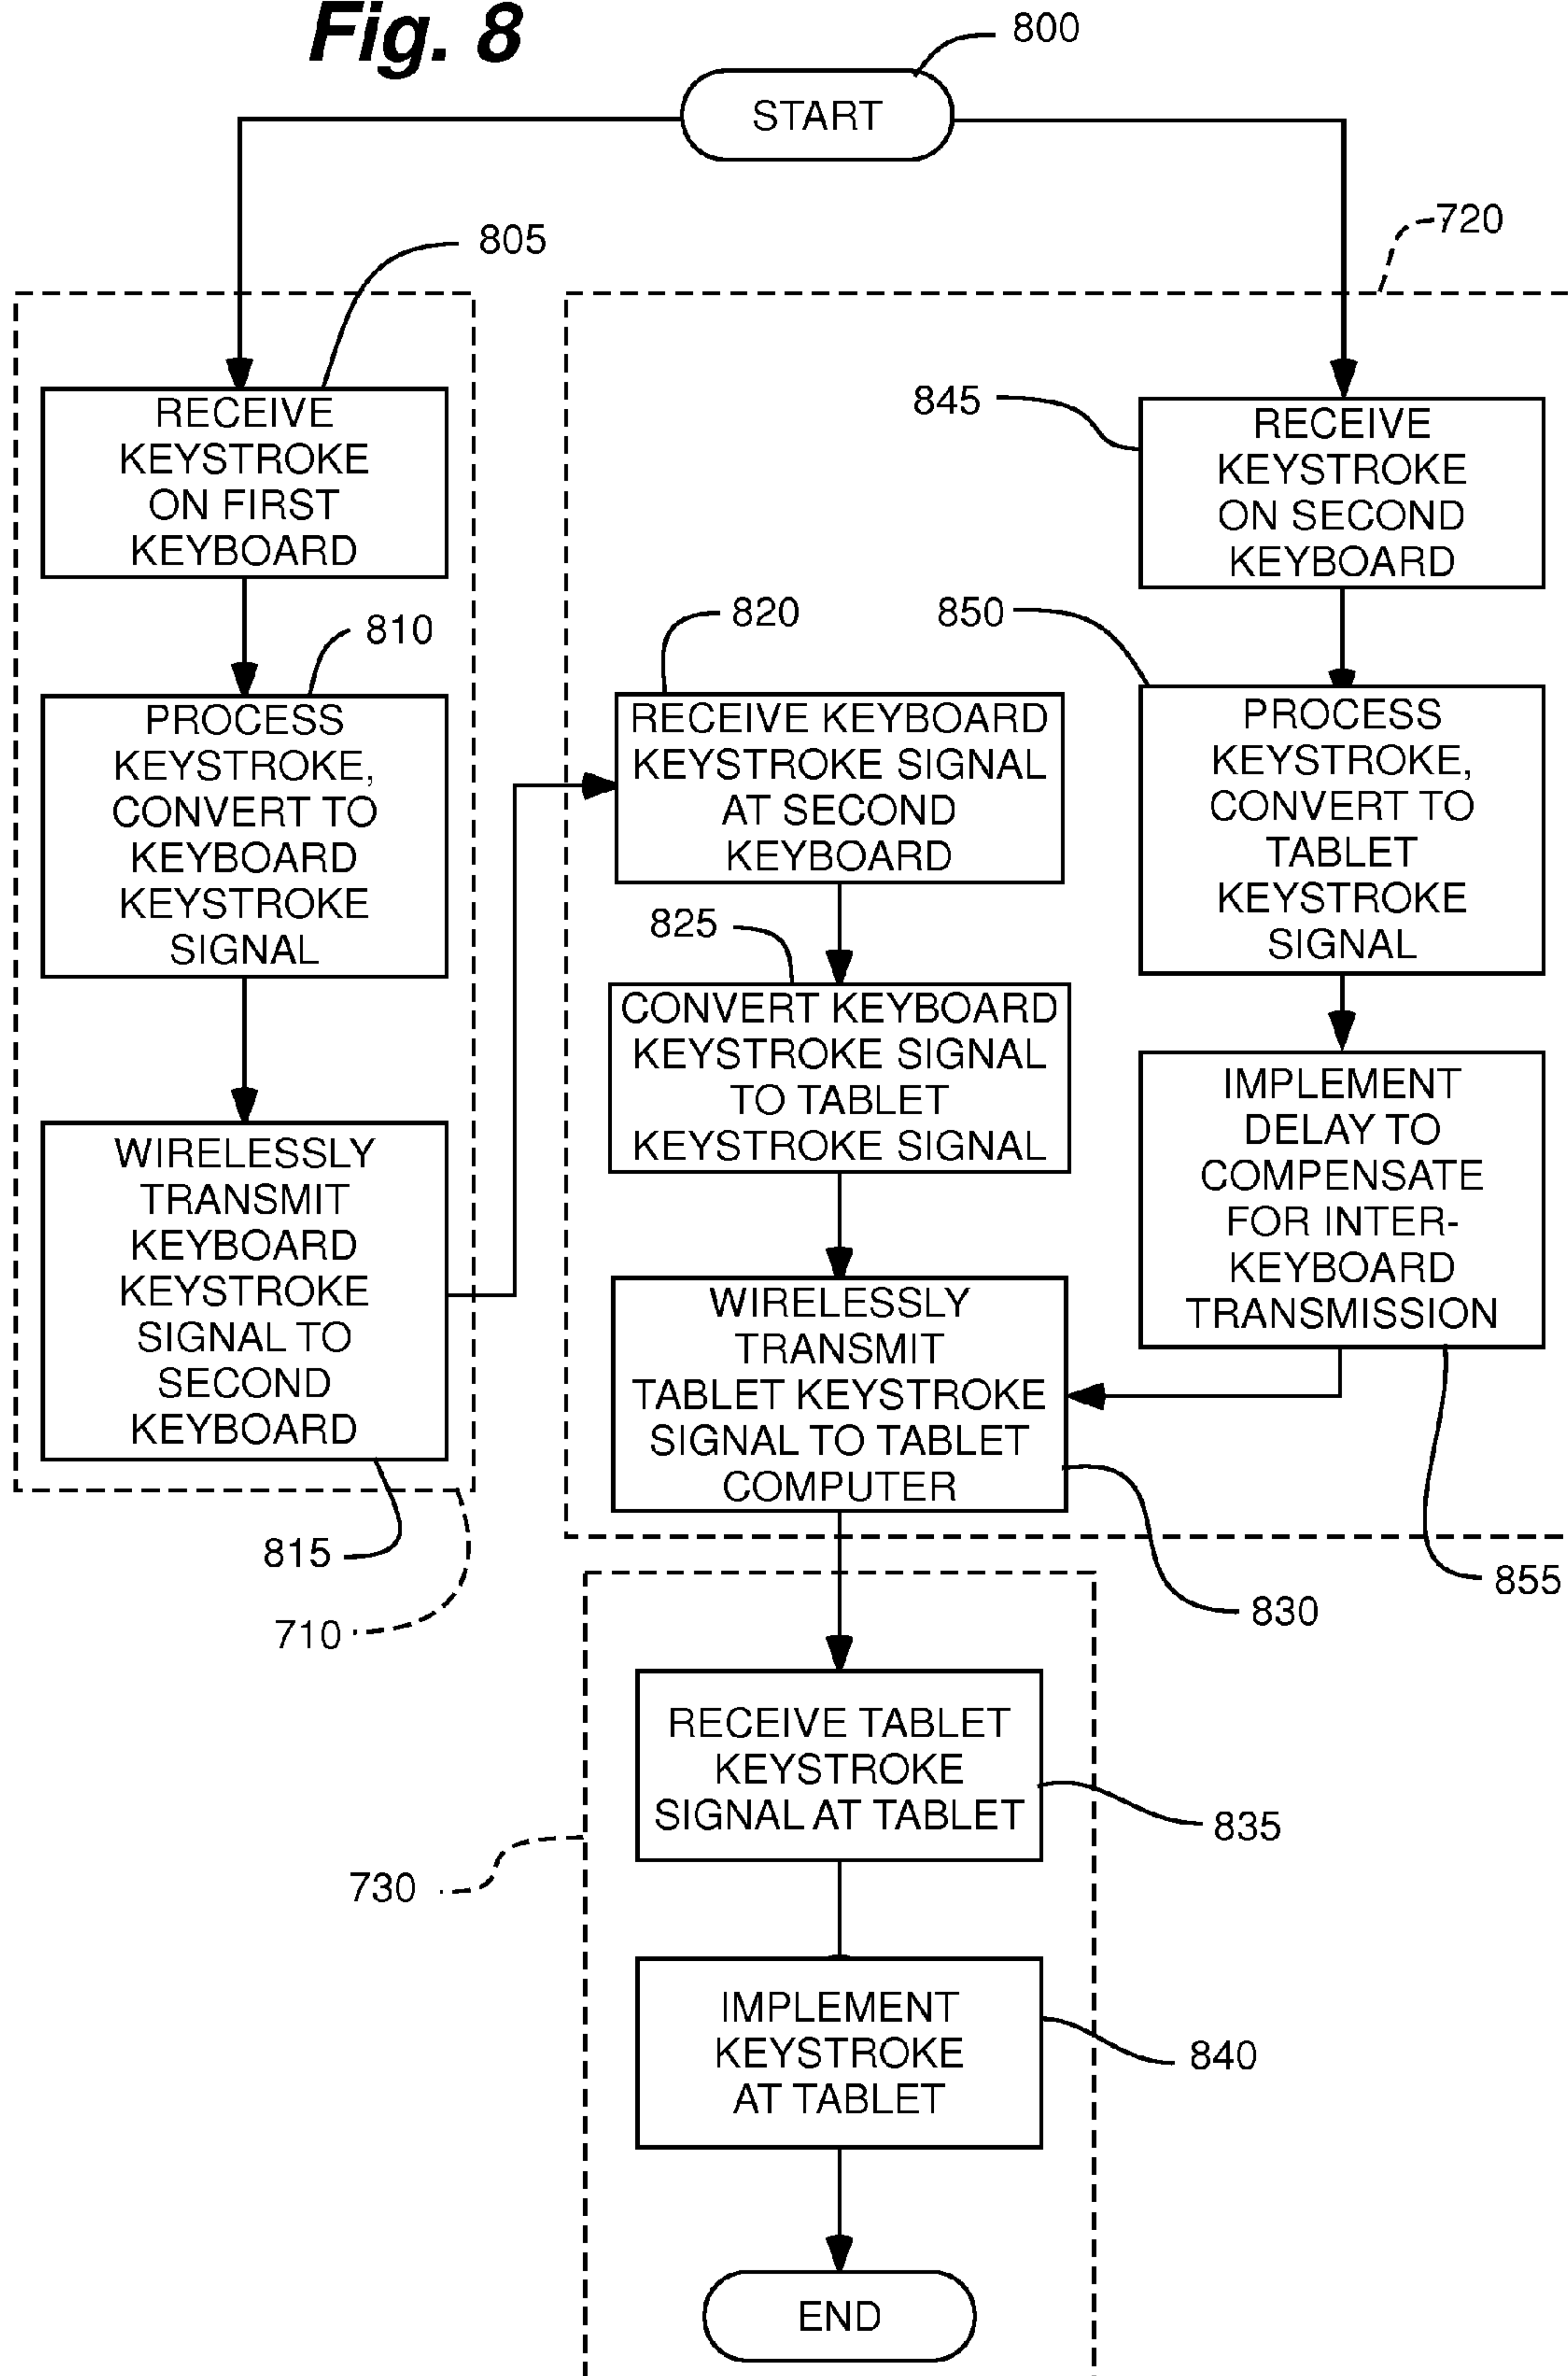 Fig. 8
800
START
720
805
RECEIVE
KEYSTROKE
ON FIRST
KEYBOARD
845
RECEIVE
KEYSTROKE
ON SECOND
KEYBOARD
810
PROCESS
KEYSTROKE,
CONVERT TO
KEYBOARD
KEYSTROKE
SIGNAL
820
RECEIVE KEYBOARD
KEYSTROKE SIGNAL
AT SECOND
KEYBOARD
850
PROCESS
KEYSTROKE,
CONVERT TO
TABLET
KEYSTROKE
SIGNAL
825
CONVERT KEYBOARD
KEYSTROKE SIGNAL
TO TABLET
KEYSTROKE SIGNAL
IMPLEMENT
DELAY TO
COMPENSATE
FOR INTER-
KEYBOARD
TRANSMISSION
WIRELESSLY
TRANSMIT
KEYBOARD
KEYSTROKE
SIGNAL TO
SECOND
KEYBOARD
WIRELESSLY
TRANSMIT
TABLET KEYSTROKE
SIGNAL TO TABLET
COMPUTER
815
710
855
830
RECEIVE TABLET
KEYSTROKE
SIGNAL AT TABLET
835
730
IMPLEMENT
KEYSTROKE
AT TABLET
840
END